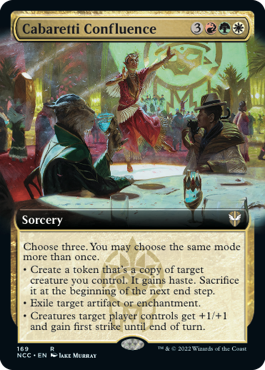 Cabaretti Confluence 3
Sorcery
Choose three. You may choose the same mode
more than once.
• Create a token that's a copy of target
creature you control. It gains haste. Sacrifice
it at the beginning of the next end step.
• Exile target artifact or enchantment.
• Creatures target player controls get +1/+1
and gain first strike until end of turn.
169 R
NCC • EN JAKE MURRAY
™ & © 2022 Wizards of the Coast